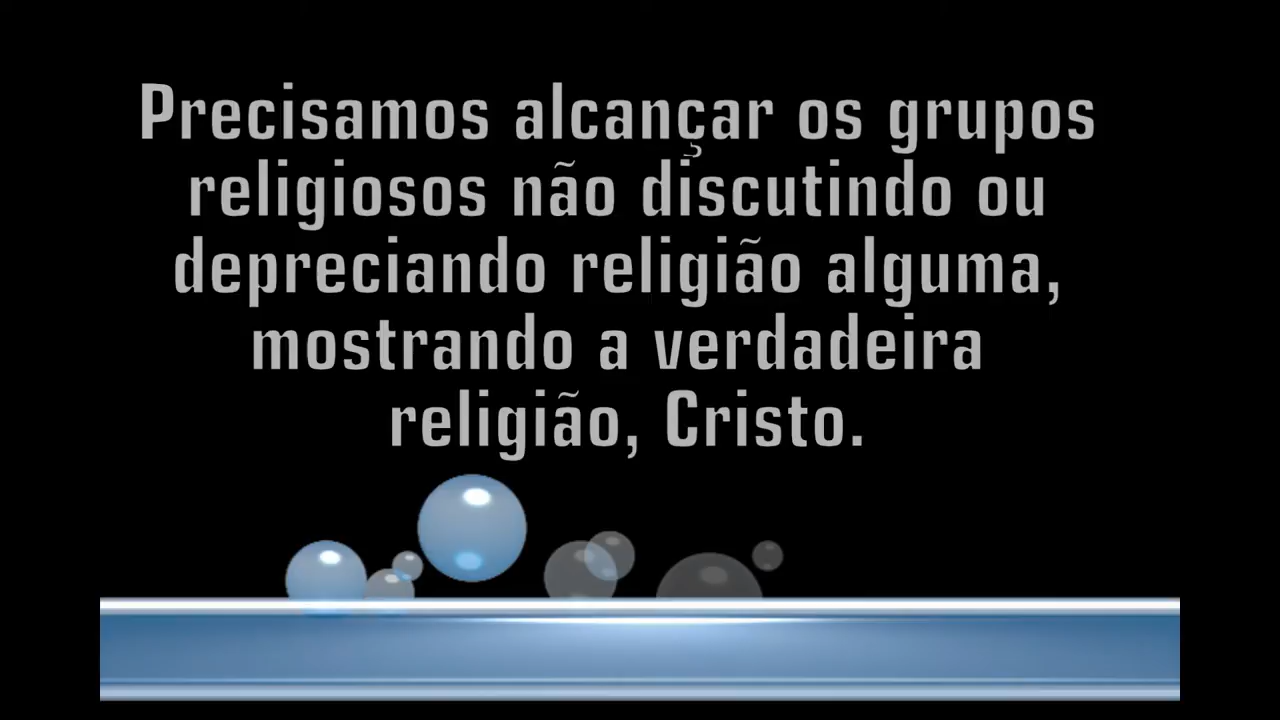 Precisamos alcançar os grupos
religiosos não discutindo ou
depreciando religião alguma,
mostrando a verdadeira
religião, Cristo.